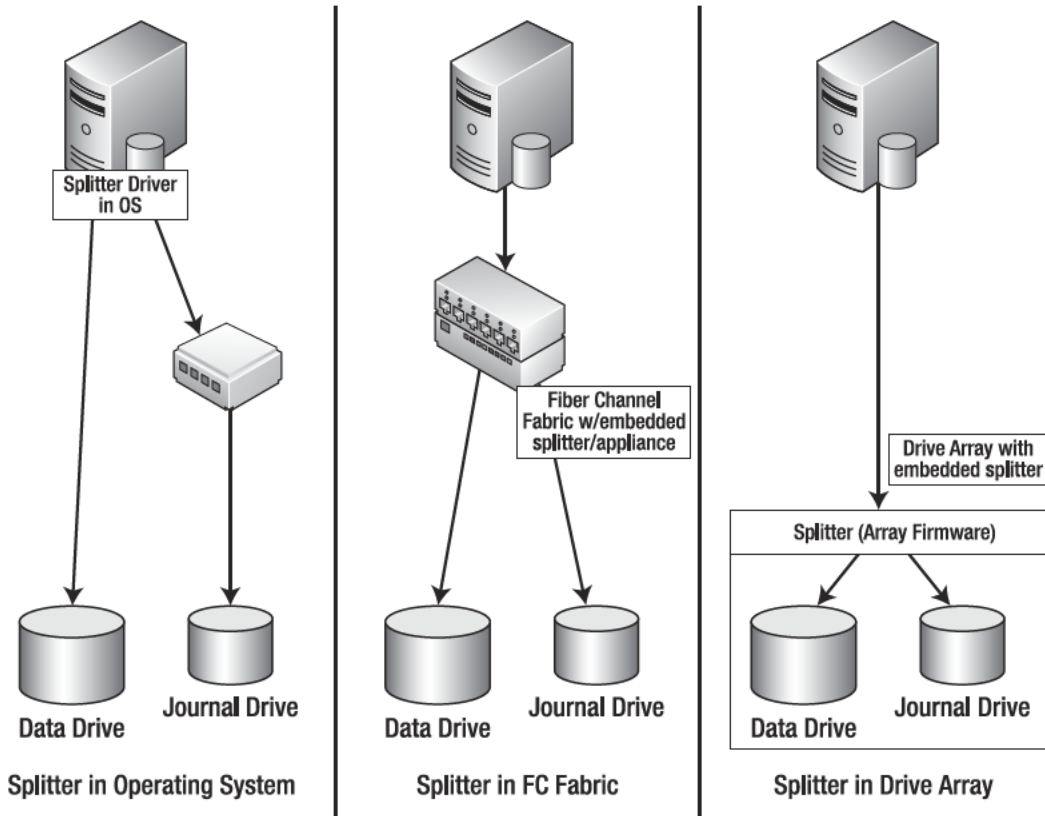 Splitter Driver
in OS
Data Drive
Journal Drive
Splitter in Operating System
Fiber Channel
Fabric w/embedded
splitter/appliance
Data Drive
Journal Drive
Splitter in FC Fabric
Drive Array with
embedded splitter
Splitter (Array Firmware)
Data Drive
Journal Drive
Splitter in Drive Array